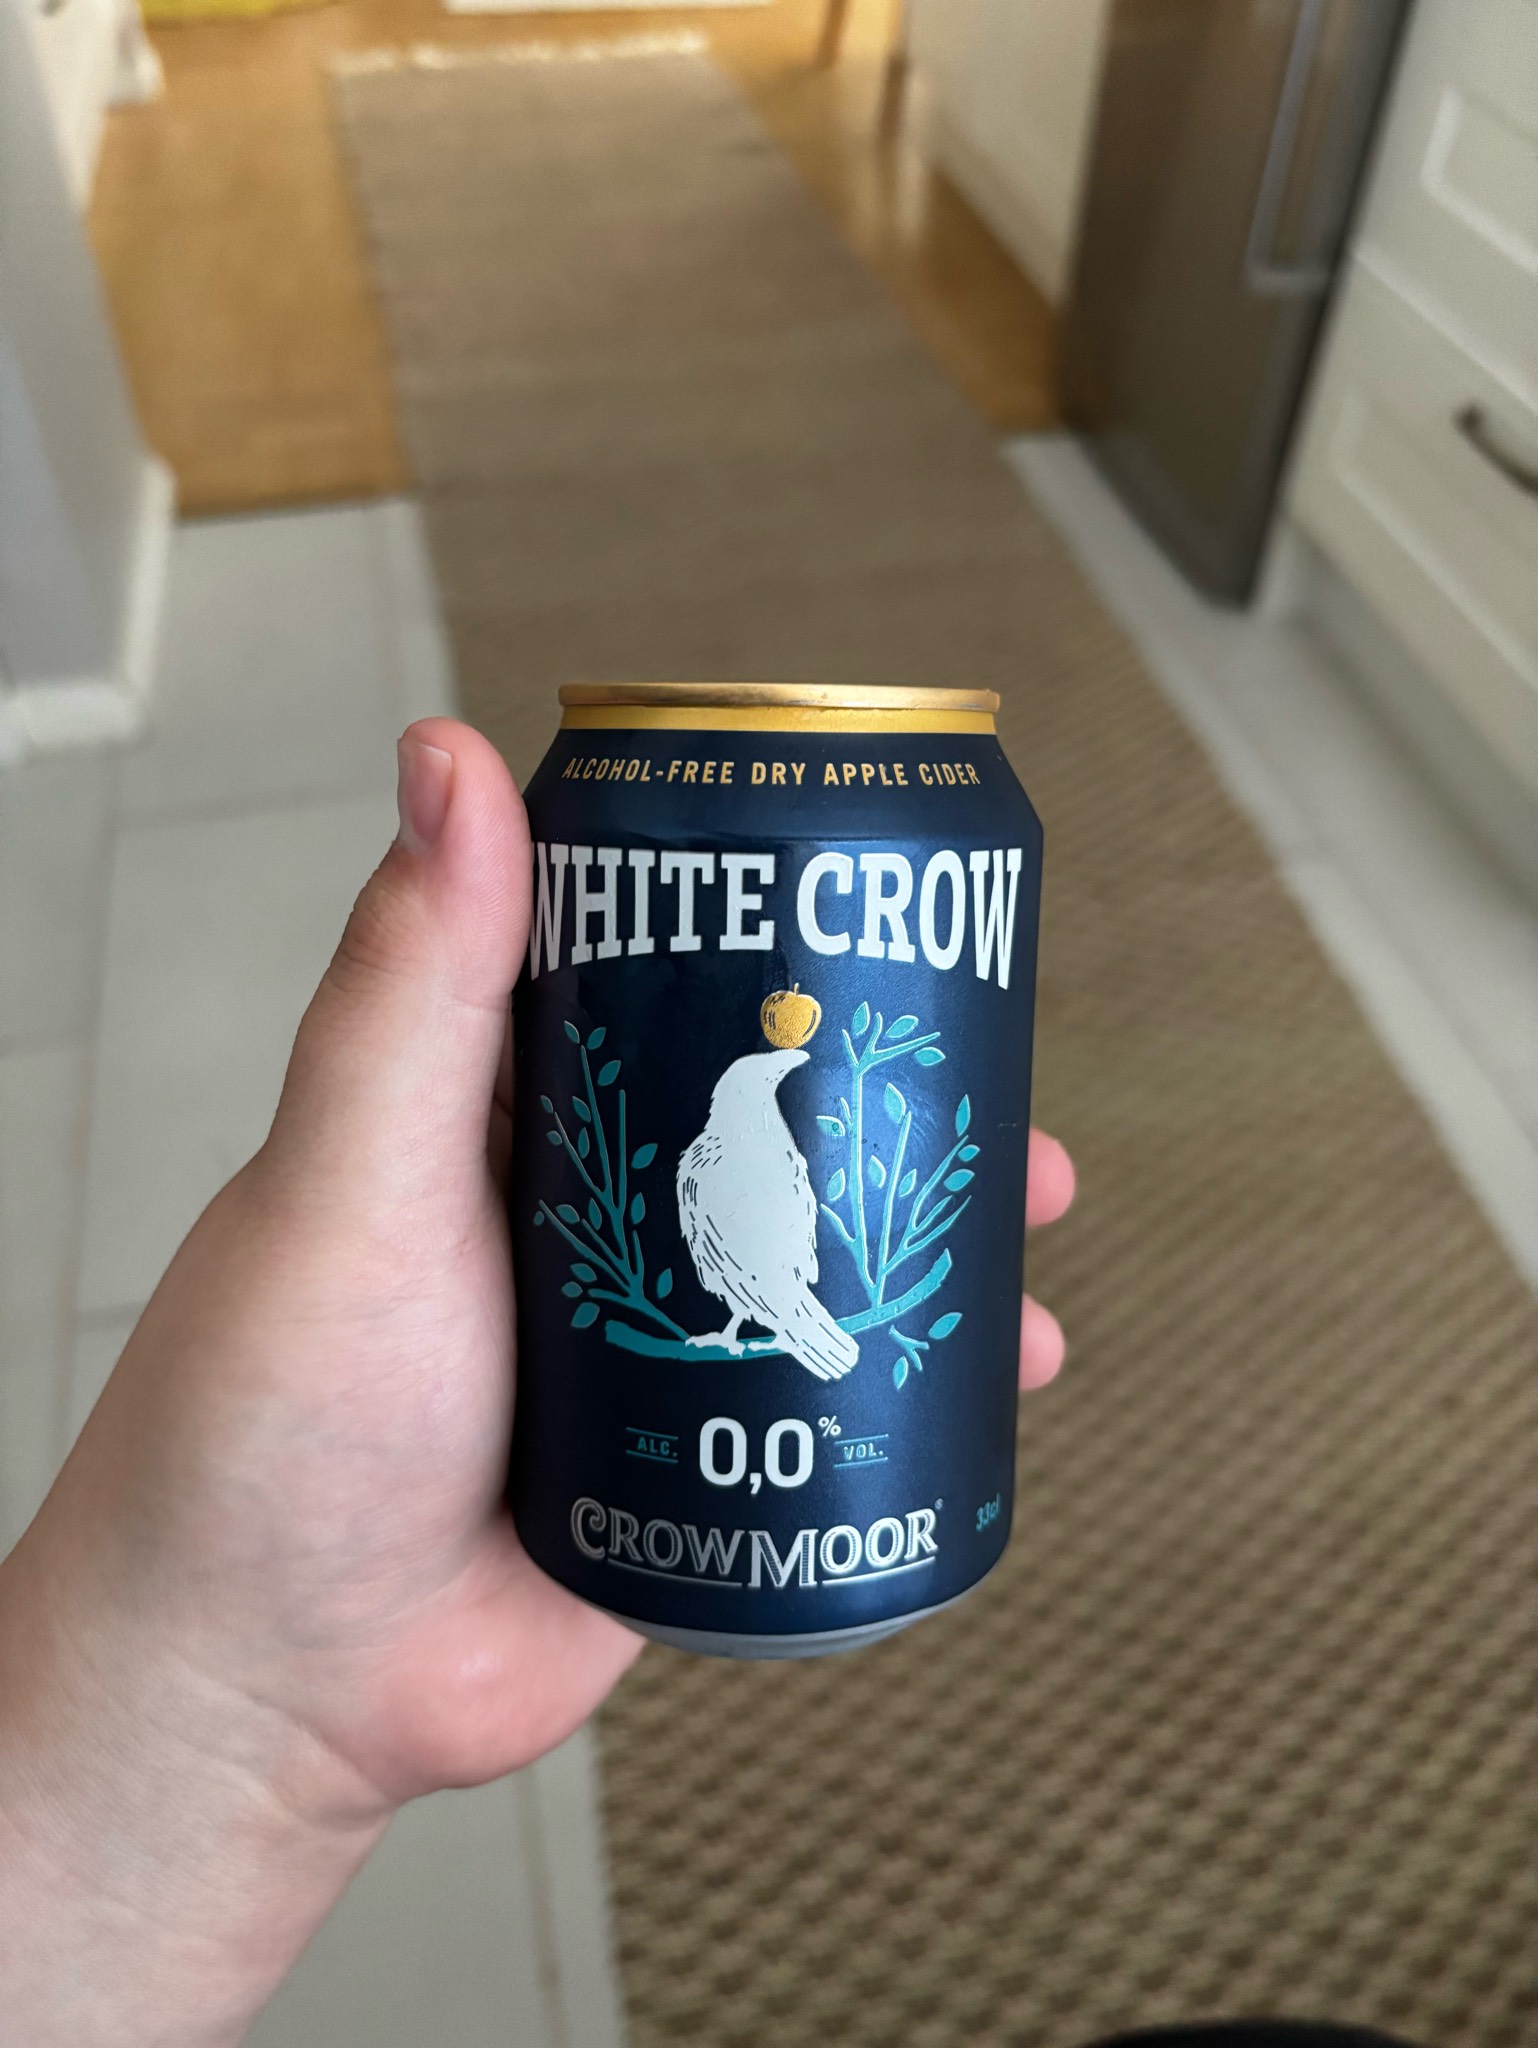 ALCOHOL-FREE DRY APPLE CIDER
WHITE CROW
ALC. 0,0% VOL.
CROWMOOR®
33cl